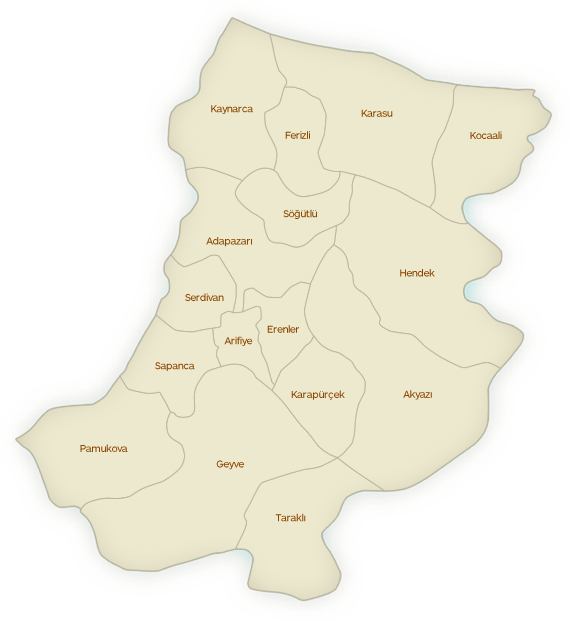 Kaynarca
Karasu
Ferizli
Kocaali
Söğütlü
Adapazarı
Hendek
Serdivan
Erenler
Arifiye
Sapanca
Karapürçek
Akyazı
Pamukova
Geyve
Taraklı